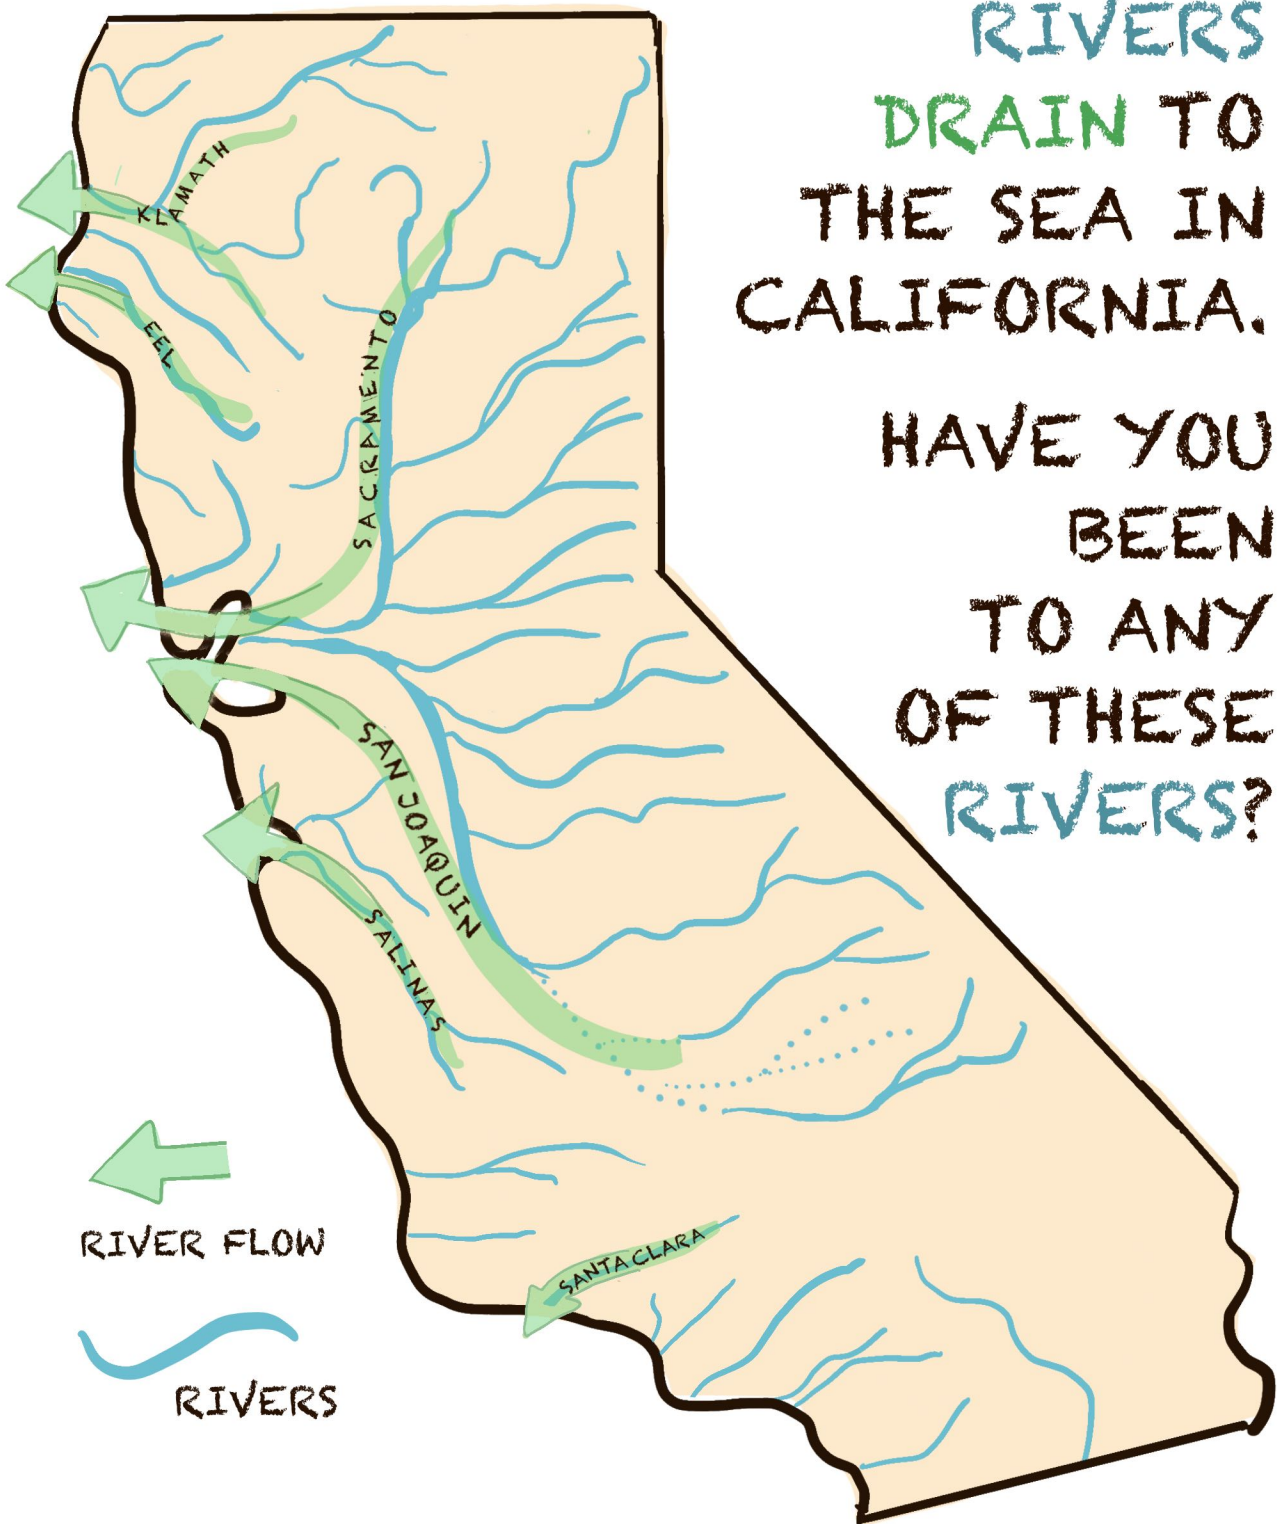 RIVERS
DRAIN TO
THE SEA IN
CALIFORNIA.
HAVE YOU
BEEN
TO ANY
OF THESE
RIVERS?
KLAMATH
EEL
SACRAMENTO
SAN JOAQUIN
SALINAS
SANTA CLARA
RIVER FLOW
RIVERS